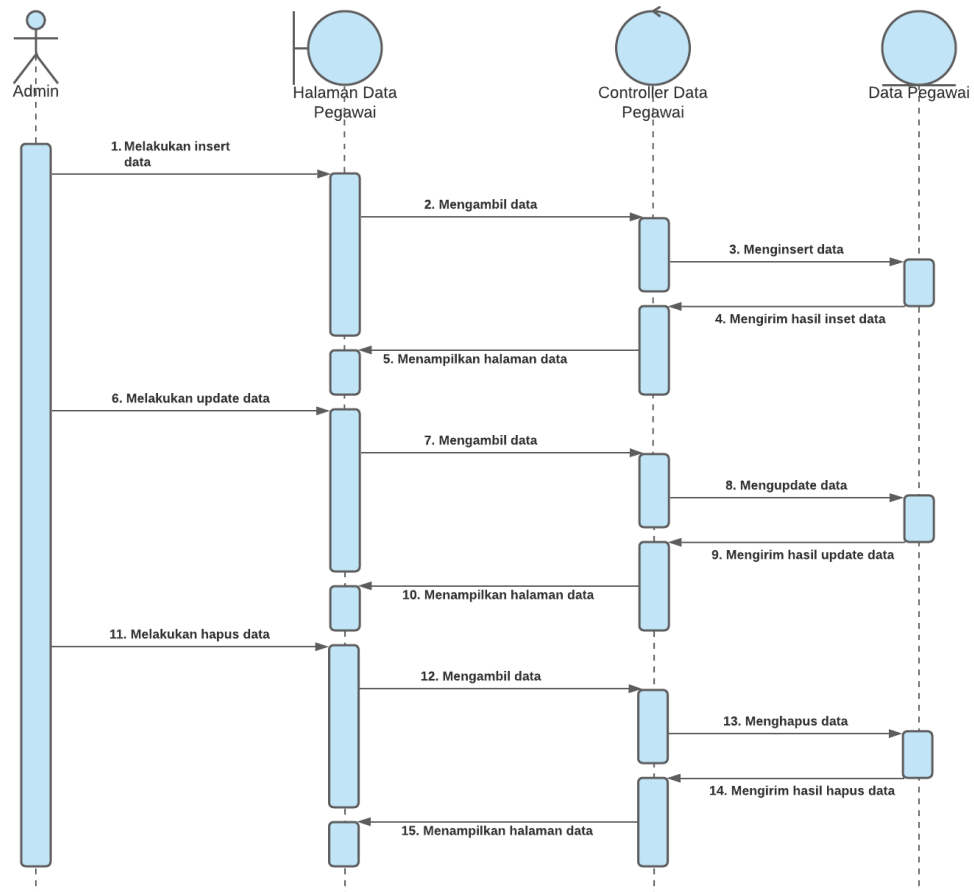 Admin
Halaman Data
Pegawai
Controller Data
Pegawai
Data Pegawai
1. Melakukan insert
data
2. Mengambil data
3. Menginsert data
4. Mengirim hasil inset data
5. Menampilkan halaman data
6. Melakukan update data
7. Mengambil data
8. Mengupdate data
9. Mengirim hasil update data
10. Menampilkan halaman data
11. Melakukan hapus data
12. Mengambil data
13. Menghapus data
14. Mengirim hasil hapus data
15. Menampilkan halaman data